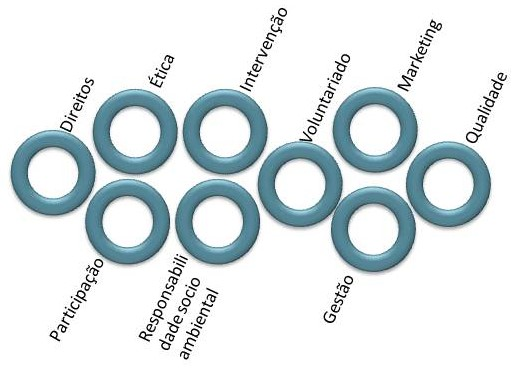 Direitos
Ética
Intervenção
Voluntariado
Marketing
Qualidade
Participação
Responsabili
dade socio
ambiental
Gestão